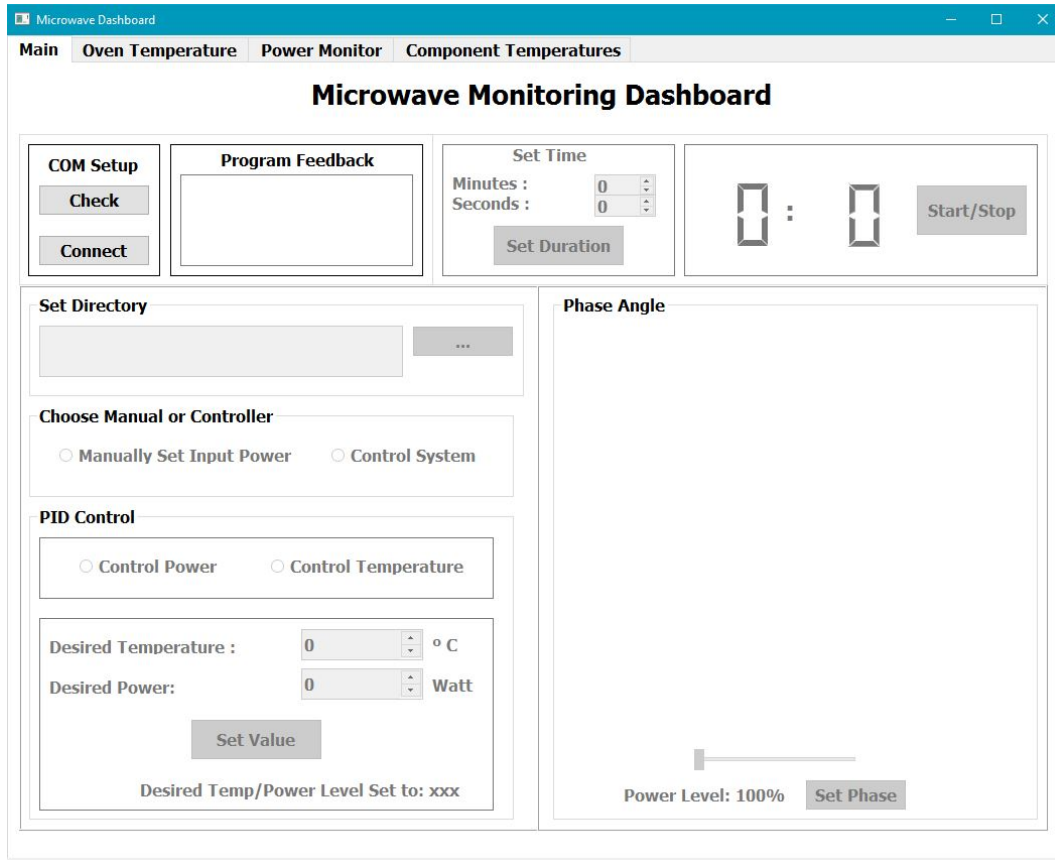 Microwave Dashboard
Main Oven Temperature Power Monitor Component Temperatures
Microwave Monitoring Dashboard
COM Setup
Check
Connect
Program Feedback
Set Time
Minutes : 0
Seconds : 0
Set Duration
0 : 0
Start/Stop
Set Directory
...
Choose Manual or Controller
Manually Set Input Power Control System
PID Control
Control Power Control Temperature
Desired Temperature : 0 º C
Desired Power: 0 Watt
Set Value
Desired Temp/Power Level Set to: xxx
Phase Angle
Power Level: 100% Set Phase